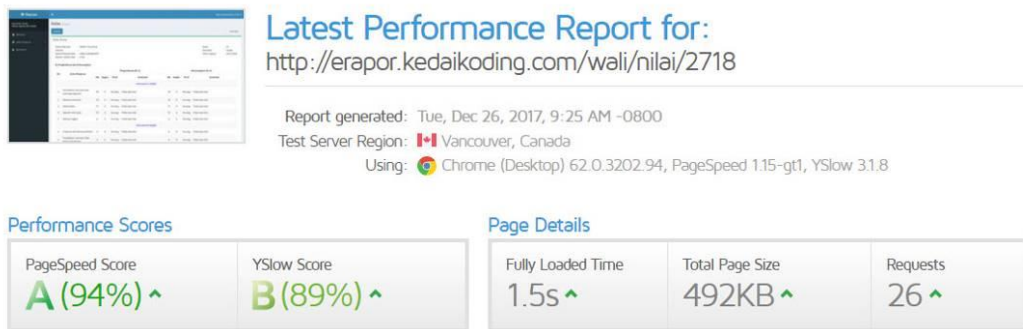 Latest Performance Report for:
http://erapor.kedaikoding.com/wali/nilai/2718
Report generated: Tue, Dec 26, 2017, 9:25 AM -0800
Test Server Region: Vancouver, Canada
Using: Chrome (Desktop) 62.0.3202.94, PageSpeed 1.15-gt1, YSlow 3.1.8
Performance Scores
Page Details
PageSpeed Score
YSlow Score
Fully Loaded Time
Total Page Size
Requests
A (94%)
B (89%)
1.5s
492KB
26